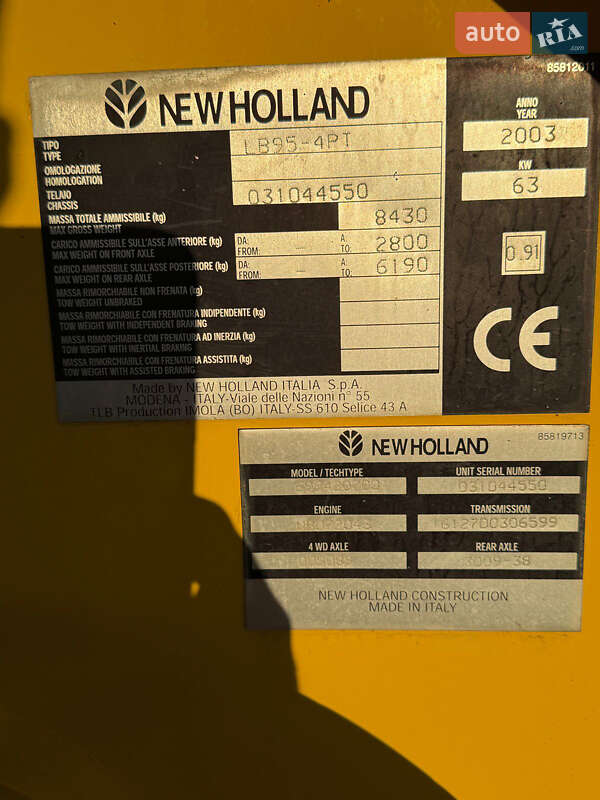 auto RIA .com
85812011
NEW HOLLAND
TIPO
TYPE
LB95-4PT
OMOLOGAZIONE
HOMOLOGATION
TELAIO
CHASSIS
031044550
MASSA TOTALE AMMISSIBILE (kg)
MAX GROSS WEIGHT
8430
CARICO AMMISSIBILE SULL'ASSE ANTERIORE (kg)
MAX WEIGHT ON FRONT AXLE
DA: FROM: – A: TO: 2800
CARICO AMMISSIBILE SULL'ASSE POSTERIORE (kg)
MAX WEIGHT ON REAR AXLE
DA: FROM: – A: TO: 6190
MASSA RIMORCHIABILE NON FRENATA (kg)
TOW WEIGHT UNBRAKED
MASSA RIMORCHIABILE CON FRENATURA INDIPENDENTE (kg)
TOW WEIGHT WITH INDEPENDENT BRAKING
MASSA RIMORCHIABILE CON FRENATURA AD INERZIA (kg)
TOW WEIGHT WITH INERTIAL BRAKING
MASSA RIMORCHIABILE CON FRENATURA ASSISTITA (kg)
TOW WEIGHT WITH ASSISTED BRAKING
Made by NEW HOLLAND ITALIA S.p.A.
MODENA - ITALY-Viale delle Nazioni n° 55
TLB Production IMOLA (BO) ITALY-SS 610 Selice 43 A
ANNO
YEAR
2003
KW
63
0.91
CE
NEW HOLLAND
85819713
MODEL / TECHTYPE
UNIT SERIAL NUMBER
031044550
ENGINE
TRANSMISSION
1612700306599
4 WD AXLE
REAR AXLE
3009-38
NEW HOLLAND CONSTRUCTION
MADE IN ITALY